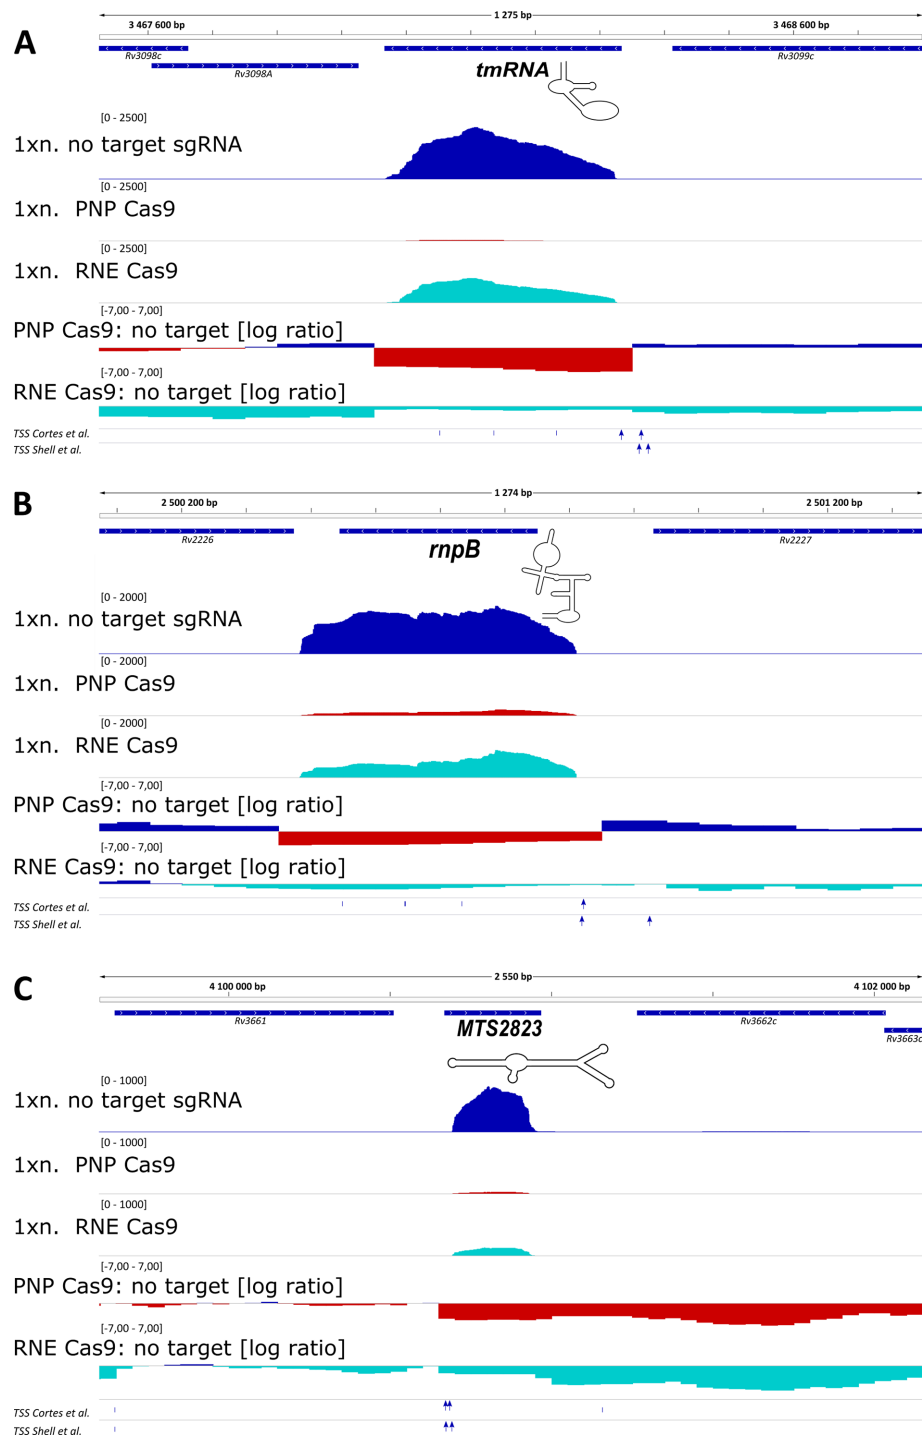 A
1 275 bp
3 467 600 bp
3 468 600 bp
Rv3098c
Rv3098A
Rv3099c
tmRNA
[0 - 2500]
1xn. no target sgRNA
[0 - 2500]
1xn. PNP Cas9
[0 - 2500]
1xn. RNE Cas9
[-7,00 - 7,00]
PNP Cas9: no target [log ratio]
[-7,00 - 7,00]
RNE Cas9: no target [log ratio]
TSS Cortes et al.
TSS Shell et al.
B
1 274 bp
2 500 200 bp
2 501 200 bp
Rv2226
Rv2227
rnpB
[0 - 2000]
1xn. no target sgRNA
[0 - 2000]
1xn. PNP Cas9
[0 - 2000]
1xn. RNE Cas9
[-7,00 - 7,00]
PNP Cas9: no target [log ratio]
[-7,00 - 7,00]
RNE Cas9: no target [log ratio]
TSS Cortes et al.
TSS Shell et al.
C
2 550 bp
4 100 000 bp
4 102 000 bp
Rv3661
MTS2823
Rv3662c
Rv3663c
[0 - 1000]
1xn. no target sgRNA
[0 - 1000]
1xn. PNP Cas9
[0 - 1000]
1xn. RNE Cas9
[-7,00 - 7,00]
PNP Cas9: no target [log ratio]
[-7,00 - 7,00]
RNE Cas9: no target [log ratio]
TSS Cortes et al.
TSS Shell et al.